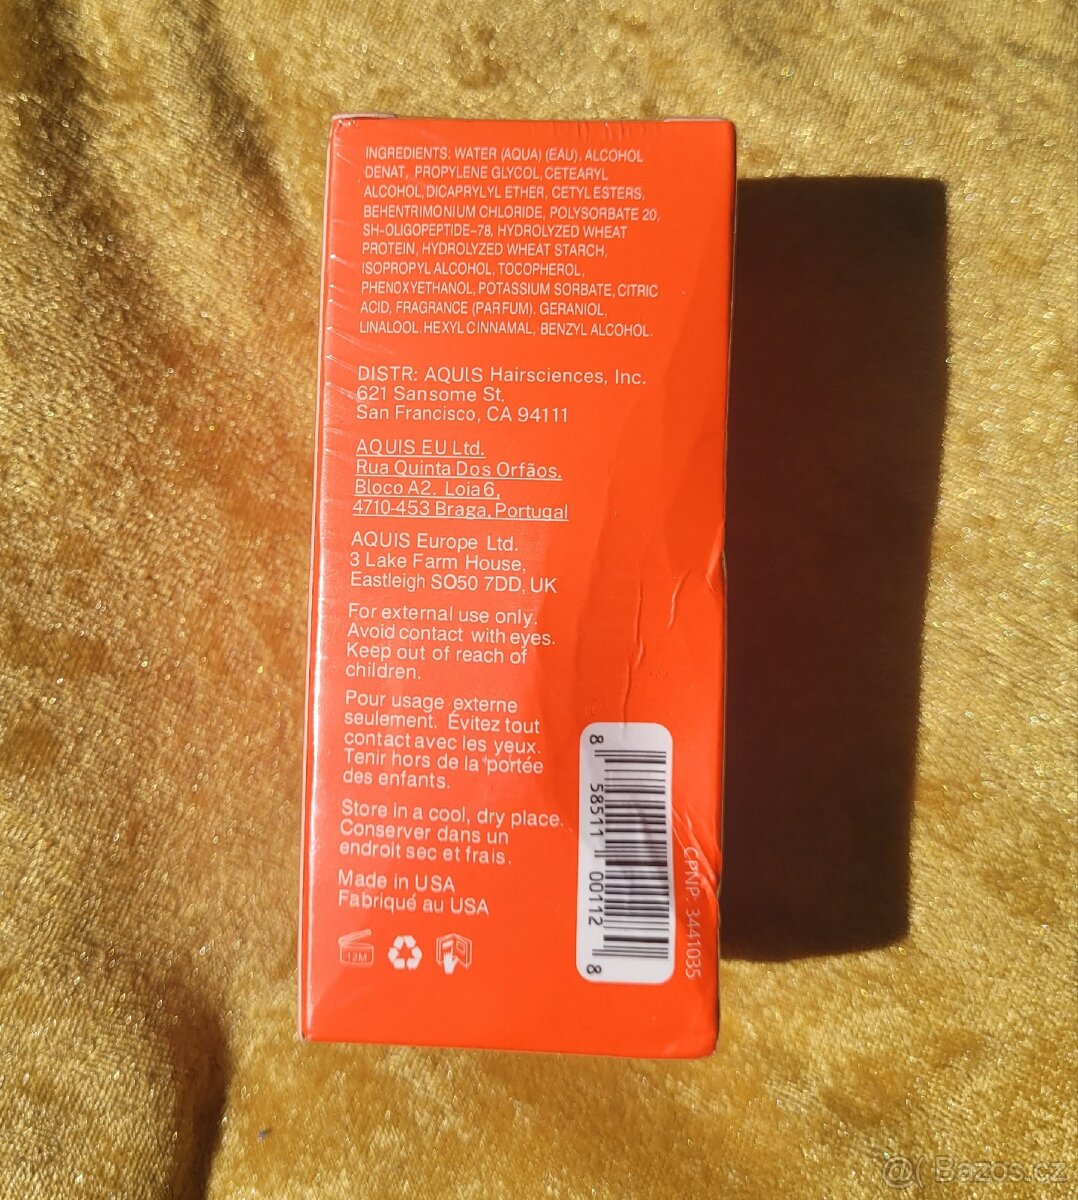 INGREDIENTS: WATER (AQUA) (EAU), ALCOHOL
DENAT, PROPYLENE GLYCOL, CETEARYL
ALCOHOL, DICAPRYLYL ETHER, CETYL ESTERS,
BEHENTRIMONIUM CHLORIDE, POLYSORBATE 20,
SH-OLIGOPEPTIDE-78, HYDROLYZED WHEAT
PROTEIN, HYDROLYZED WHEAT STARCH,
ISOPROPYL ALCOHOL, TOCOPHEROL,
PHENOXYETHANOL, POTASSIUM SORBATE, CITRIC
ACID, FRAGRANCE (PARFUM). GERANIOL,
LINALOOL. HEXYL CINNAMAL, BENZYL ALCOHOL.
DISTR: AQUIS Hairsciences, Inc.
621 Sansome St.
San Francisco, CA 94111
AQUIS EU Ltd.
Rua Quinta Dos Orfãos.
Bloco A2. Loja 6,
4710-453 Braga, Portugal
AQUIS Europe Ltd.
3 Lake Farm House,
Eastleigh SO50 7DD, UK
For external use only.
Avoid contact with eyes.
Keep out of reach of
children.
Pour usage externe
seulement. Évitez tout
contact avec les yeux.
Tenir hors de la portée
des enfants.
Store in a cool, dry place.
Conserver dans un
endroit sec et frais.
Made in USA
Fabriqué au USA
12M
8 58511 00112 8
CPNP: 3441035
@( Bazos.cz